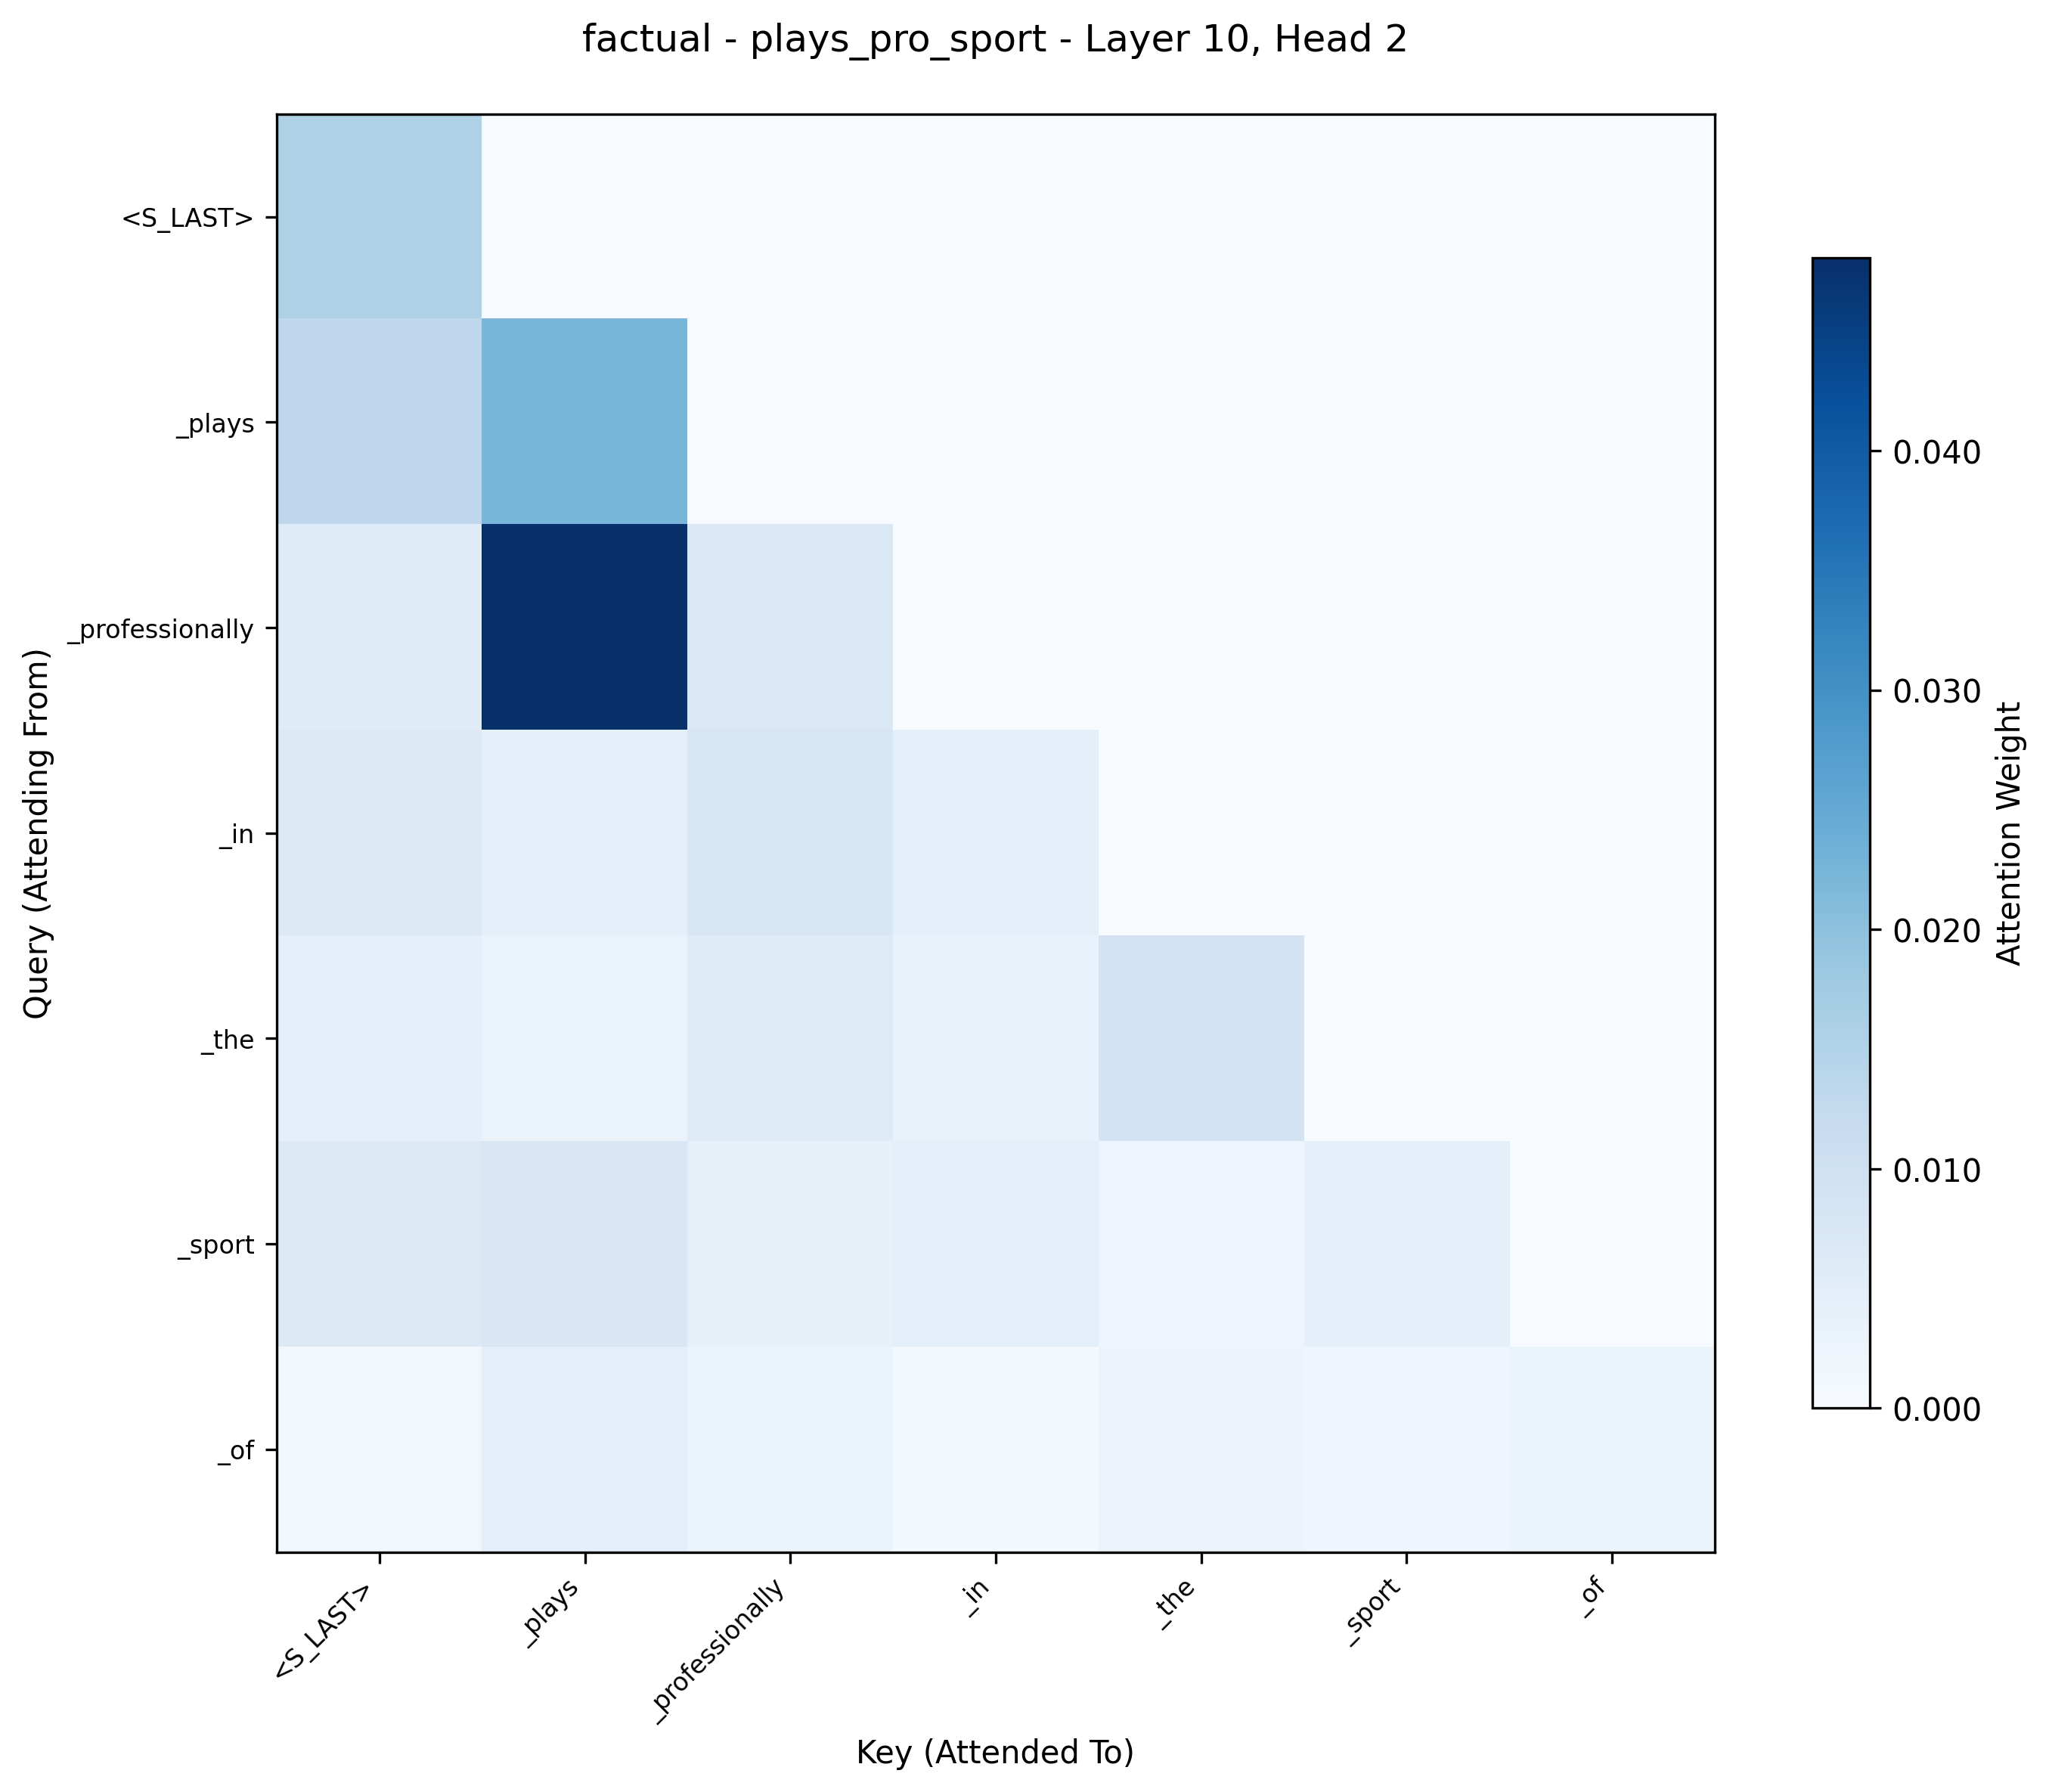 factual - plays_pro_sport - Layer 10, Head 2
Query (Attending From)
<S_LAST>
_plays
_professionally
_in
_the
_sport
_of
<S_LAST>
_plays
_professionally
_in
_the
_sport
_of
Key (Attended To)
0.040
0.030
0.020
0.010
0.000
Attention Weight